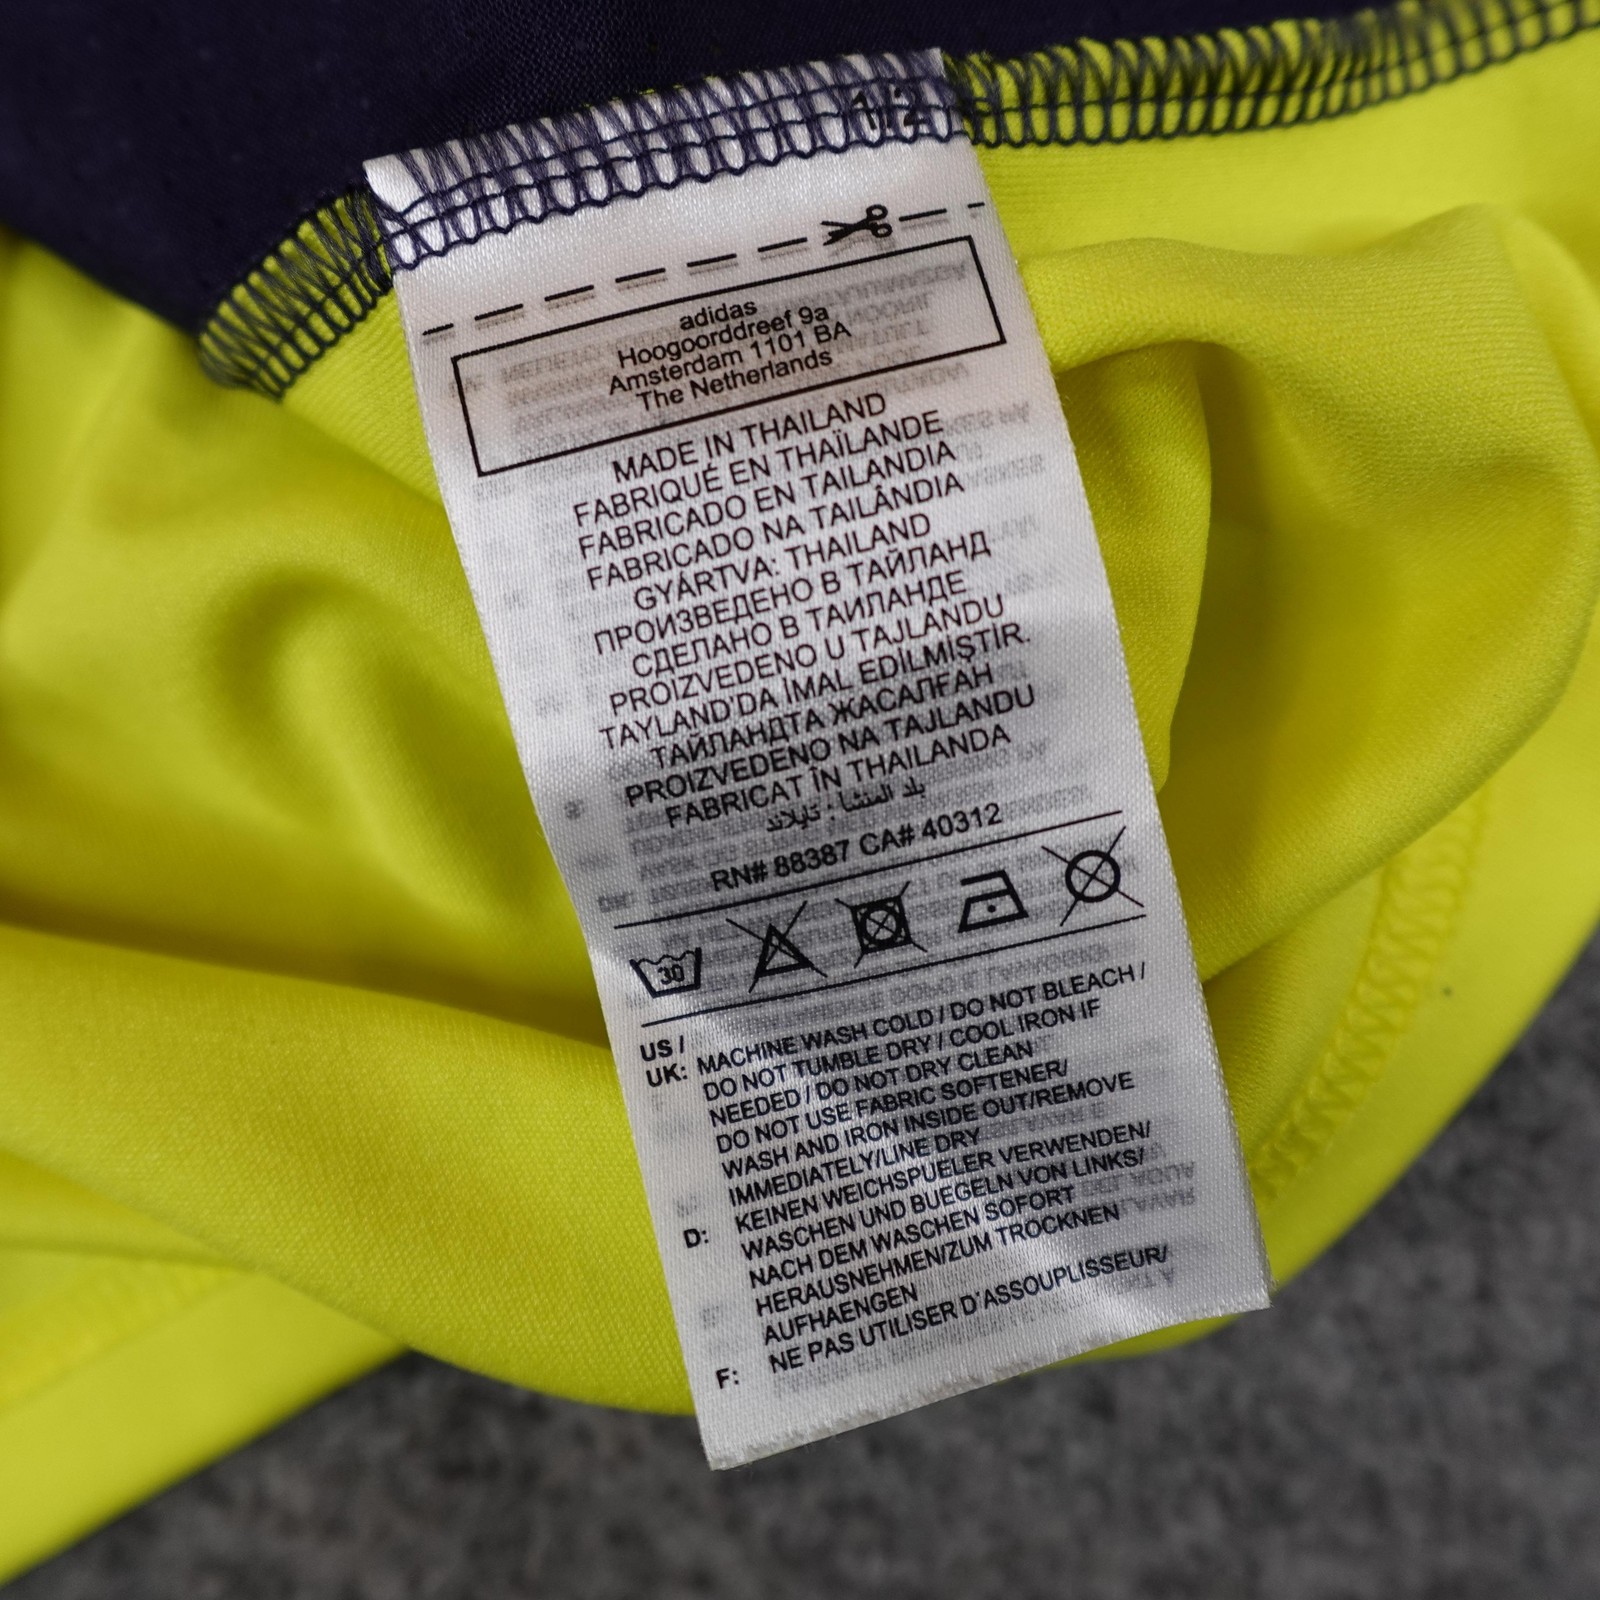 1/2
adidas
Hoogoorddreef 9a
Amsterdam 1101 BA
The Netherlands
MADE IN THAILAND
FABRIQUÉ EN THAÏLANDE
FABRICADO EN TAILANDIA
FABRICADO NA TAILÂNDIA
GYÁRTVA: THAILAND
ПРОИЗВЕДЕНО В ТАЙЛАНД
СДЕЛАНО В ТАИЛАНДЕ
PROIZVEDENO U TAJLANDU
TAYLAND'DA İMAL EDİLMİŞTİR.
ТАЙЛАНДТА ЖАСАЛҒАН
PROIZVEDENO NA TAJLANDU
FABRICAT ÎN THAILANDA
بلد المنشأ : تايلاند
RN# 88387 CA# 40312
30
US / UK: MACHINE WASH COLD / DO NOT BLEACH /
DO NOT TUMBLE DRY / COOL IRON IF
NEEDED / DO NOT DRY CLEAN
DO NOT USE FABRIC SOFTENER/
WASH AND IRON INSIDE OUT/REMOVE
IMMEDIATELY/LINE DRY
D: KEINEN WEICHSPUELER VERWENDEN/
WASCHEN UND BUEGELN VON LINKS/
NACH DEM WASCHEN SOFORT
HERAUSNEHMEN/ZUM TROCKNEN
AUFHAENGEN
F: NE PAS UTILISER D'ASSOUPLISSEUR/